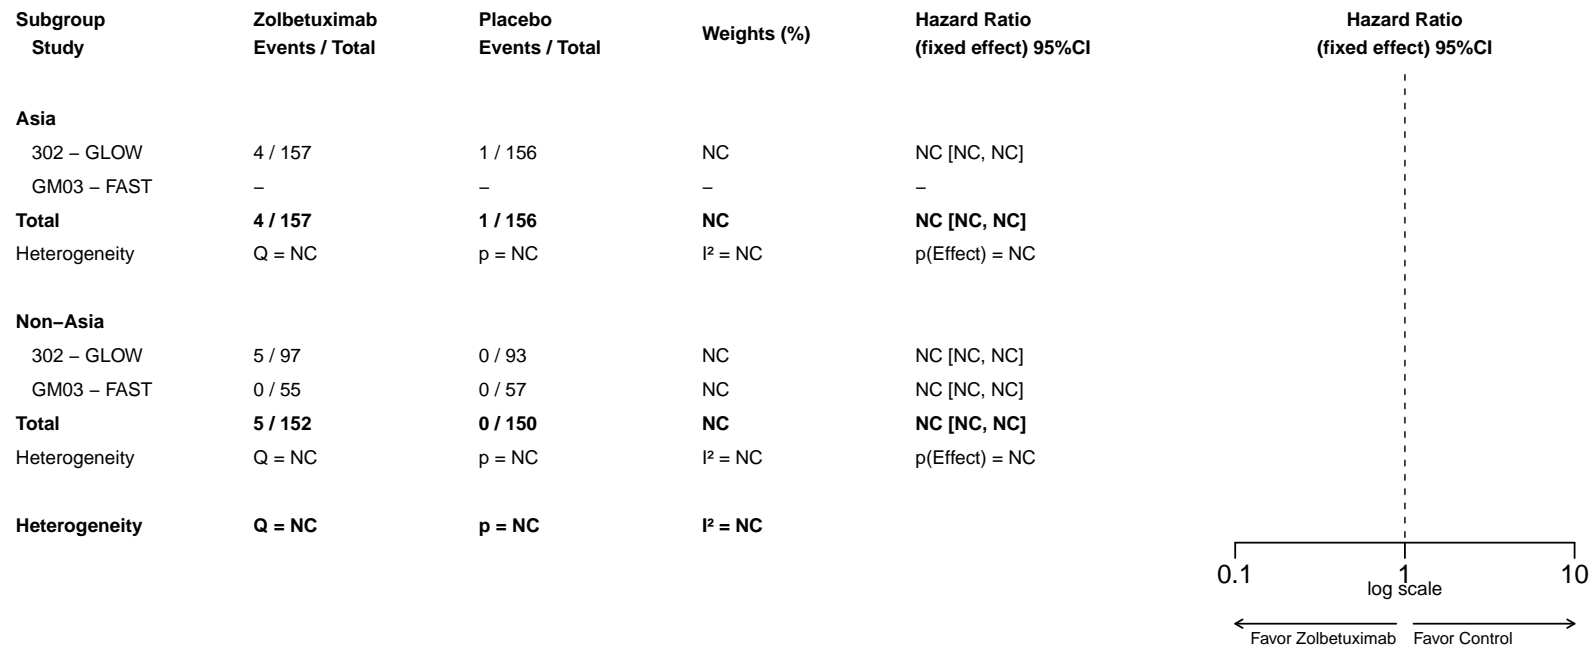 Subgroup Zolbetuximab Placebo Weights (%) Hazard Ratio Hazard Ratio
Study Events / Total Events / Total (fixed effect) 95%CI (fixed effect) 95%CI
Asia
302 – GLOW 4 / 157 1 / 156 NC NC [NC, NC]
GM03 – FAST – – – –
Total 4 / 157 1 / 156 NC NC [NC, NC]
Heterogeneity Q = NC p = NC I² = NC p(Effect) = NC
Non–Asia
302 – GLOW 5 / 97 0 / 93 NC NC [NC, NC]
GM03 – FAST 0 / 55 0 / 57 NC NC [NC, NC]
Total 5 / 152 0 / 150 NC NC [NC, NC]
Heterogeneity Q = NC p = NC I² = NC p(Effect) = NC
Heterogeneity Q = NC p = NC I² = NC
0.1 1 10
log scale
Favor Zolbetuximab Favor Control